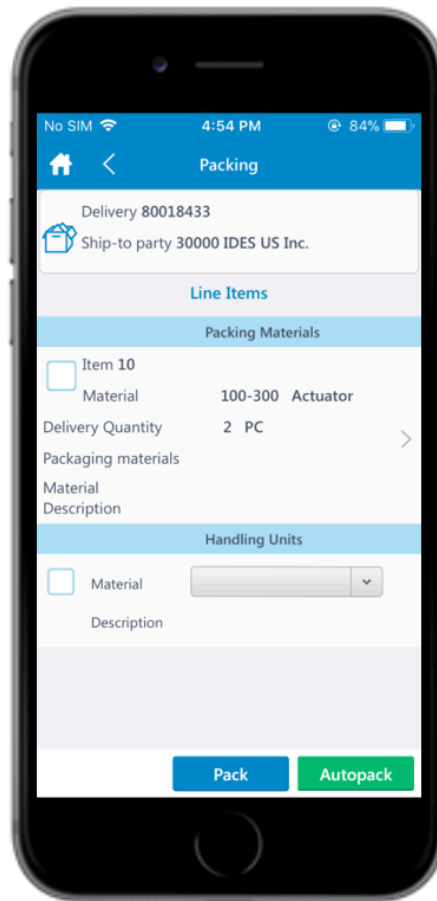 No SIM 4:54 PM 84%
Packing
Delivery 80018433
Ship-to party 30000 IDES US Inc.
Line Items
Packing Materials
Item 10
Material 100-300 Actuator
Delivery Quantity 2 PC
Packaging materials
Material
Description
Handling Units
Material
Description
Pack Autopack